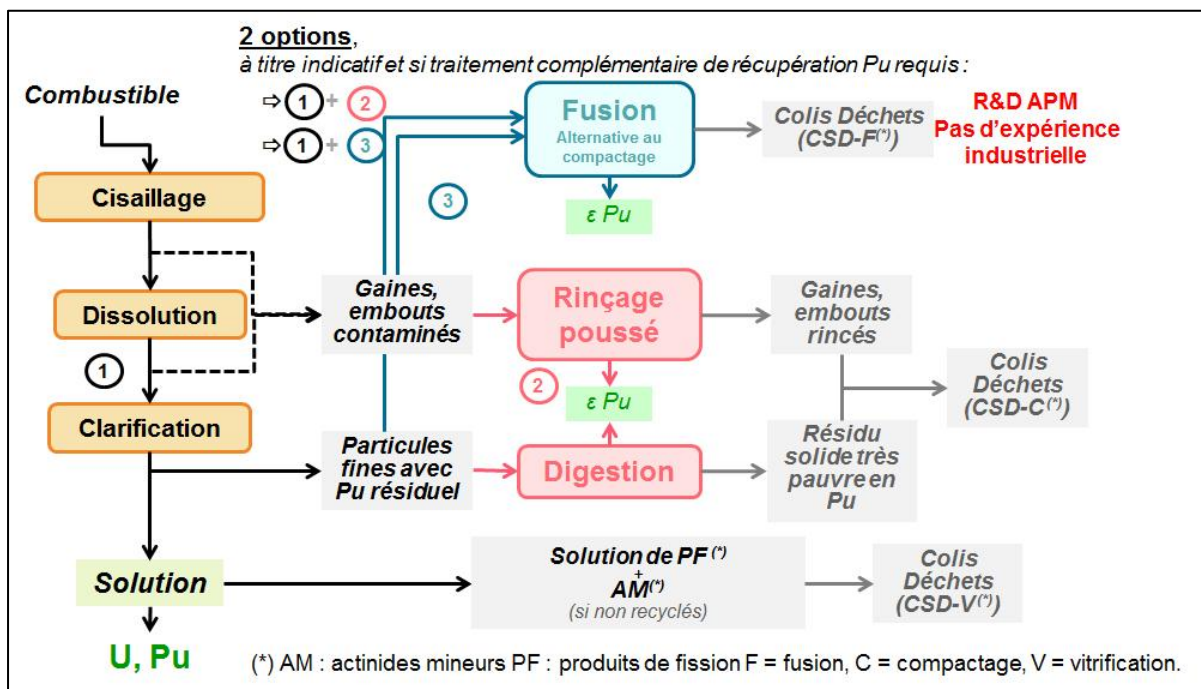 2 options,
à titre indicatif et si traitement complémentaire de récupération Pu requis :
Combustible
⇨ 1 + 2
⇨ 1 + 3
Fusion
Alternative au
compactage
Colis Déchets
(CSD-F(*))
R&D APM
Pas d’expérience
industrielle
Cisaillage
3
ε Pu
Dissolution
Gaines,
embouts
contaminés
Rinçage
poussé
Gaines,
embouts
rincés
1
2
ε Pu
Colis
Déchets
(CSD-C(*))
Clarification
Particules
fines avec
Pu résiduel
Digestion
Résidu
solide très
pauvre en
Pu
Solution
Solution de PF (*)
+
AM(*)
(si non recyclés)
Colis
Déchets
(CSD-V(*))
U, Pu
(*) AM : actinides mineurs PF : produits de fission F = fusion, C = compactage, V = vitrification.